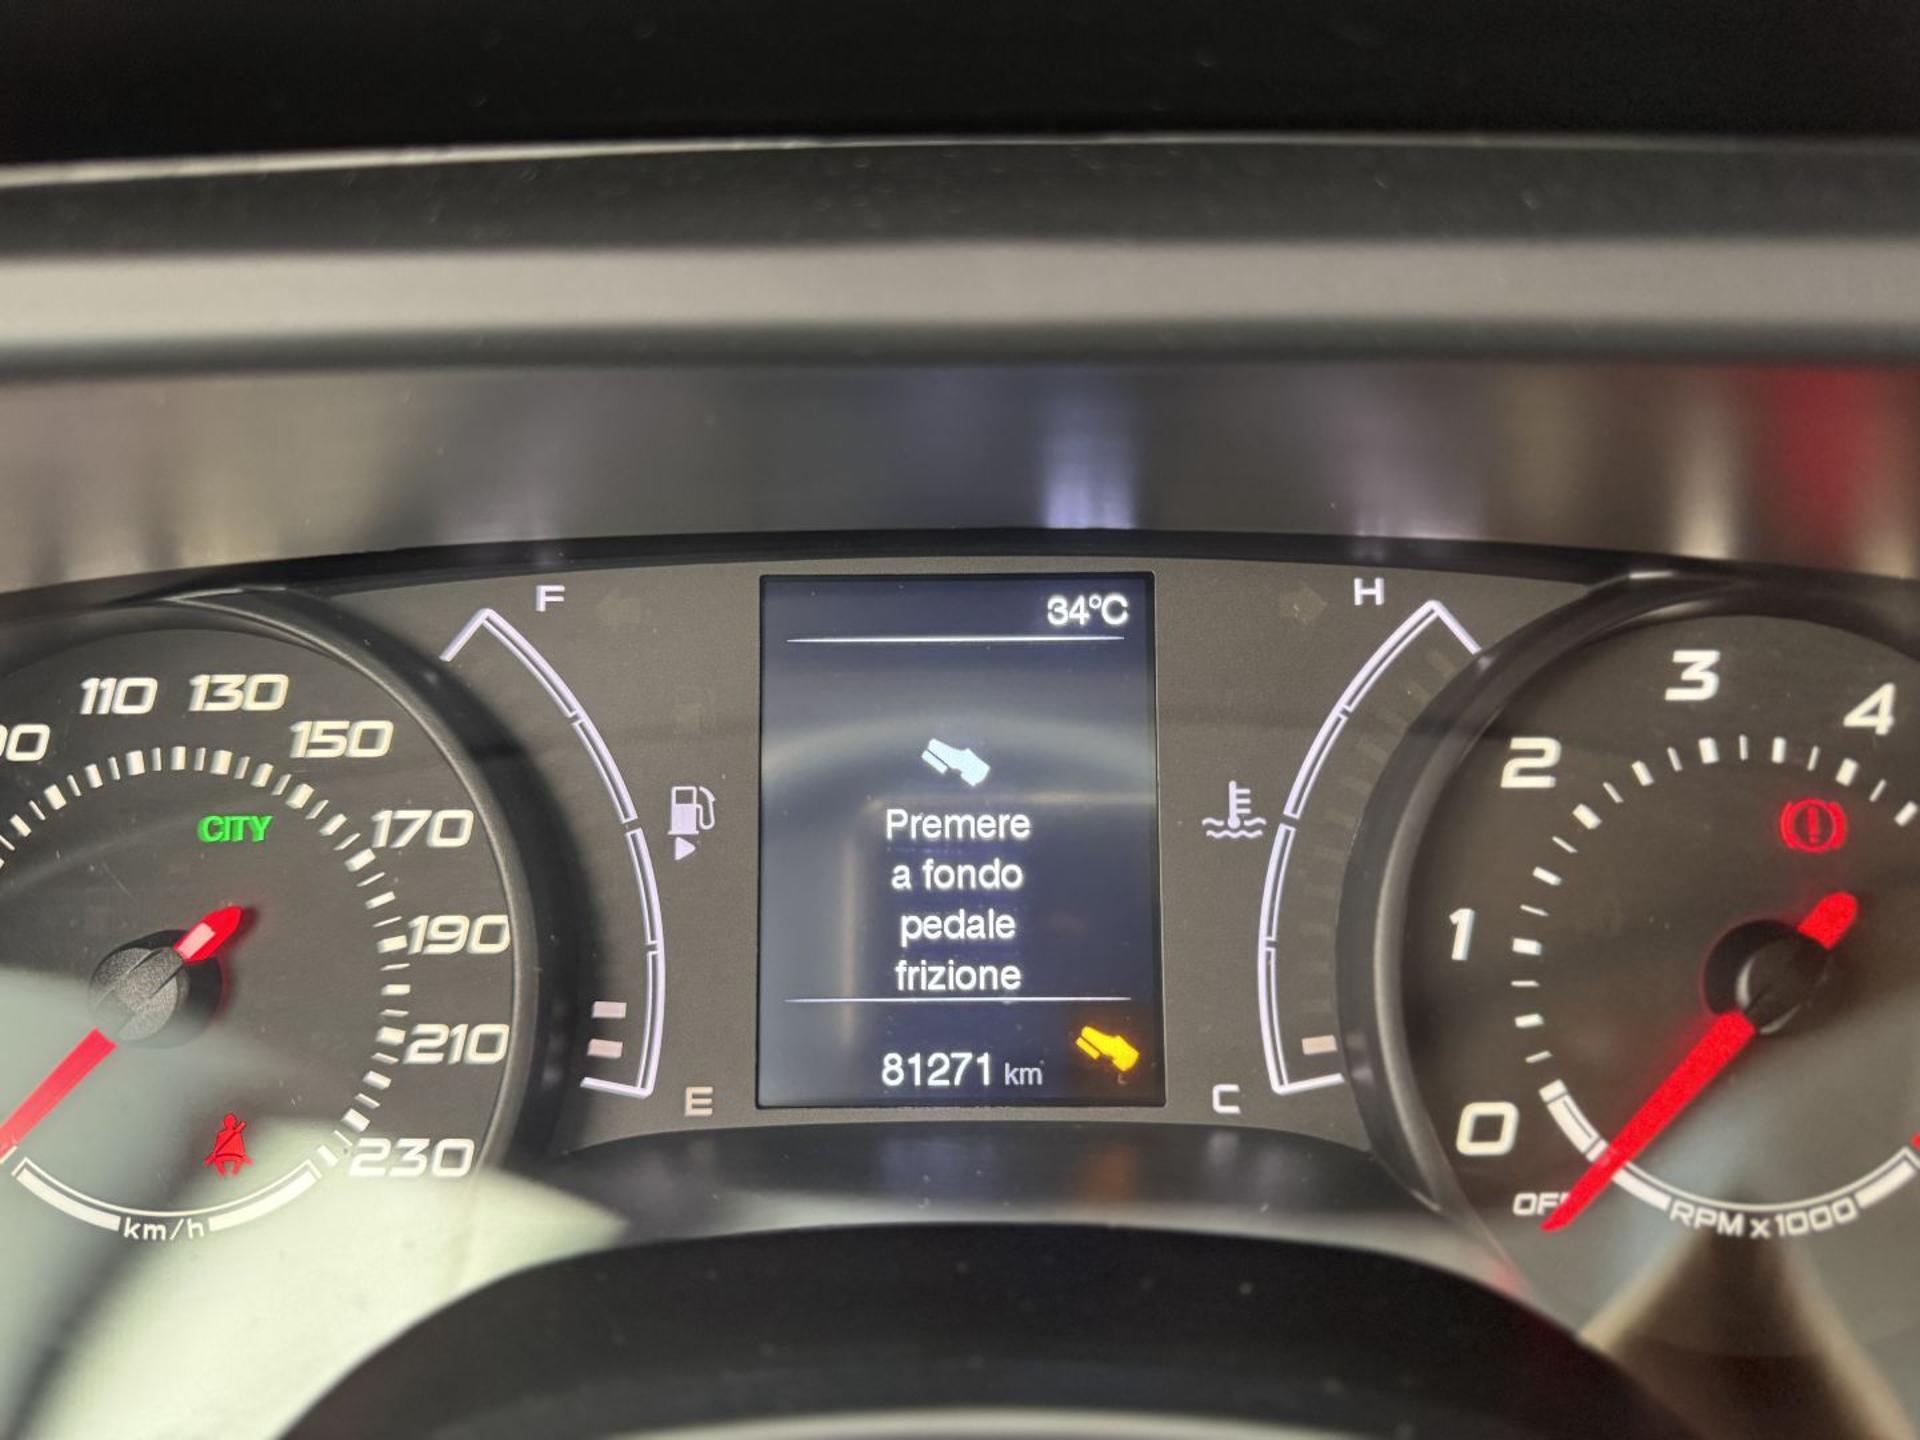 34°C
F
H
110 130
150
170
190
210
230
CITY
km/h
E
Premere
a fondo
pedale
frizione
81271 km
C
0
1
2
3
4
RPM x 1000